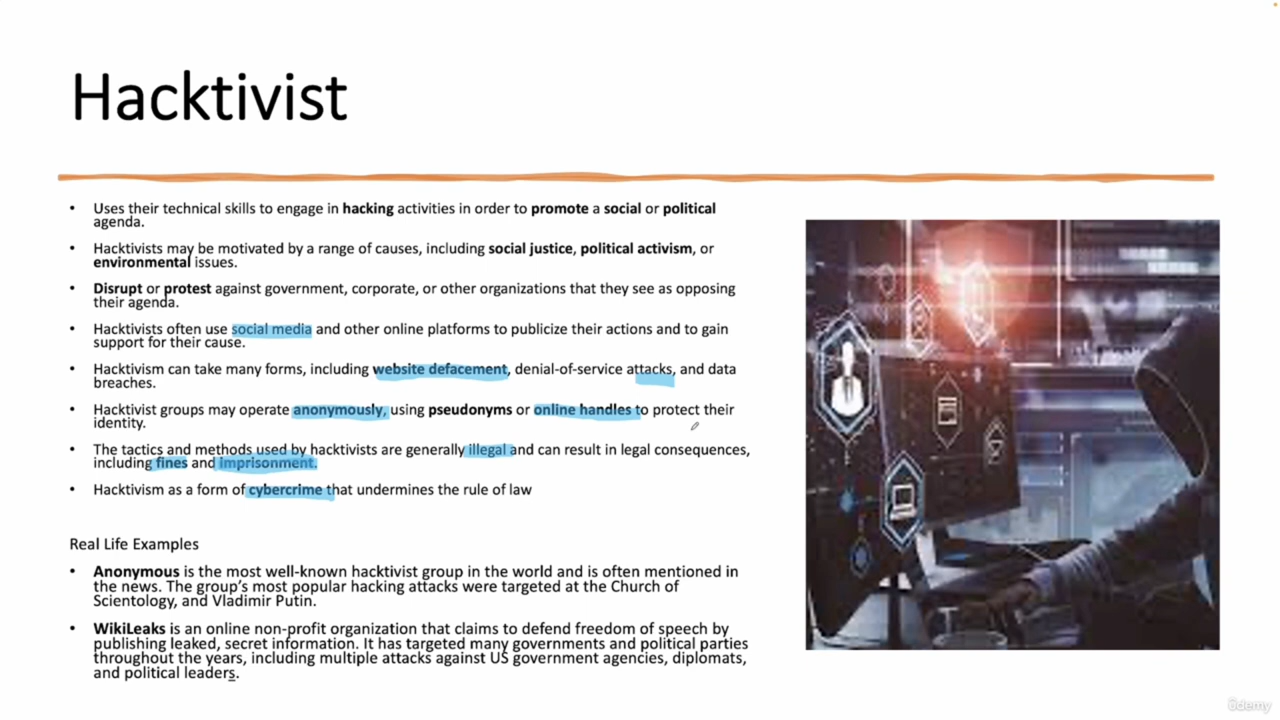 Hacktivist
• Uses their technical skills to engage in hacking activities in order to promote a social or political
agenda.
• Hacktivists may be motivated by a range of causes, including social justice, political activism, or
environmental issues.
• Disrupt or protest against government, corporate, or other organizations that they see as opposing
their agenda.
• Hacktivists often use social media and other online platforms to publicize their actions and to gain
support for their cause.
• Hacktivism can take many forms, including website defacement, denial-of-service attacks, and data
breaches.
• Hacktivist groups may operate anonymously, using pseudonyms or online handles to protect their
identity.
• The tactics and methods used by hacktivists are generally illegal and can result in legal consequences,
including fines and imprisonment.
• Hacktivism as a form of cybercrime that undermines the rule of law
Real Life Examples
• Anonymous is the most well-known hacktivist group in the world and is often mentioned in
the news. The group's most popular hacking attacks were targeted at the Church of
Scientology, and Vladimir Putin.
• WikiLeaks is an online non-profit organization that claims to defend freedom of speech by
publishing leaked, secret information. It has targeted many governments and political parties
throughout the years, including multiple attacks against US government agencies, diplomats,
and political leaders.
ûdemy